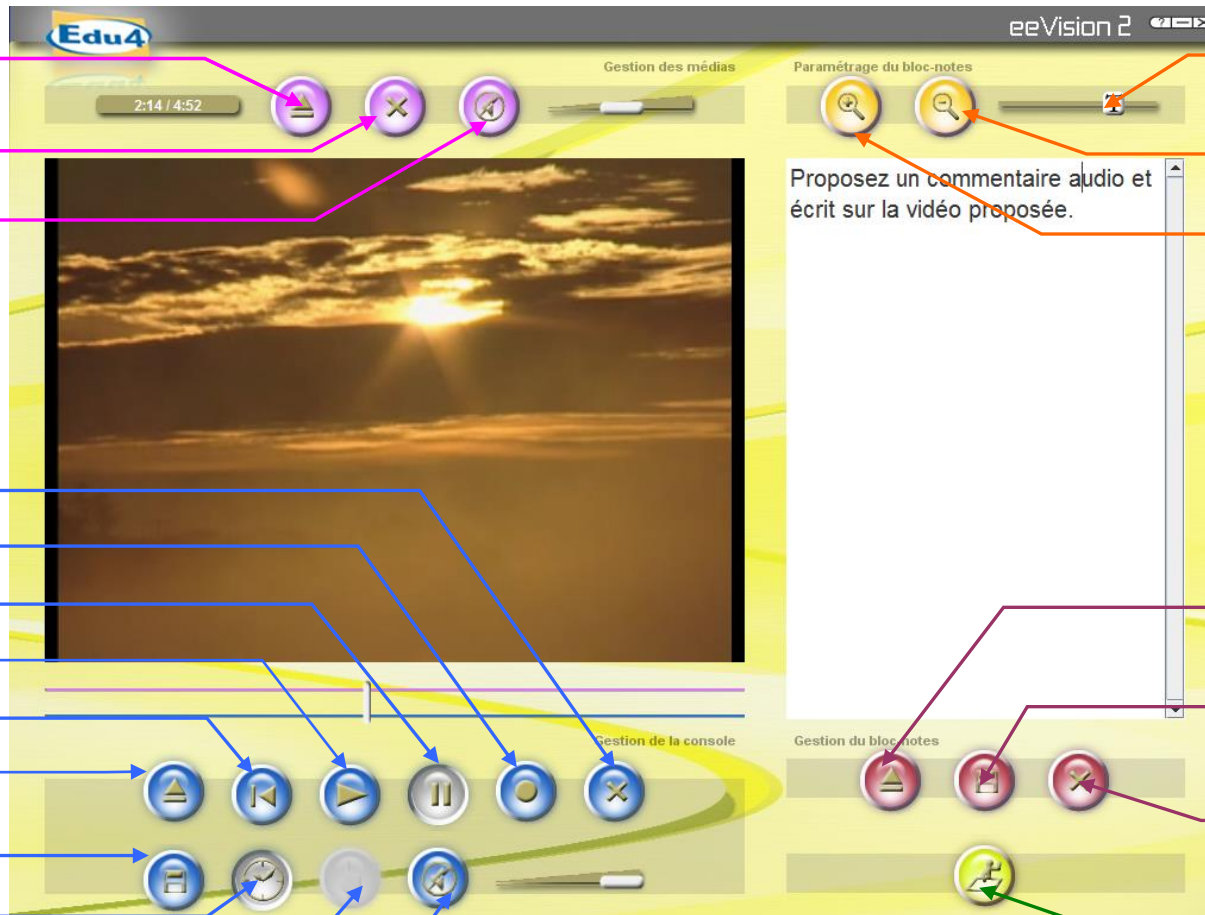 Edu4
eeVision 2
Gestion des médias
Paramétrage du bloc-notes
2:14 / 4:52
Proposez un commentaire audio et
écrit sur la vidéo proposée.
Gestion de la console
Gestion du bloc-notes